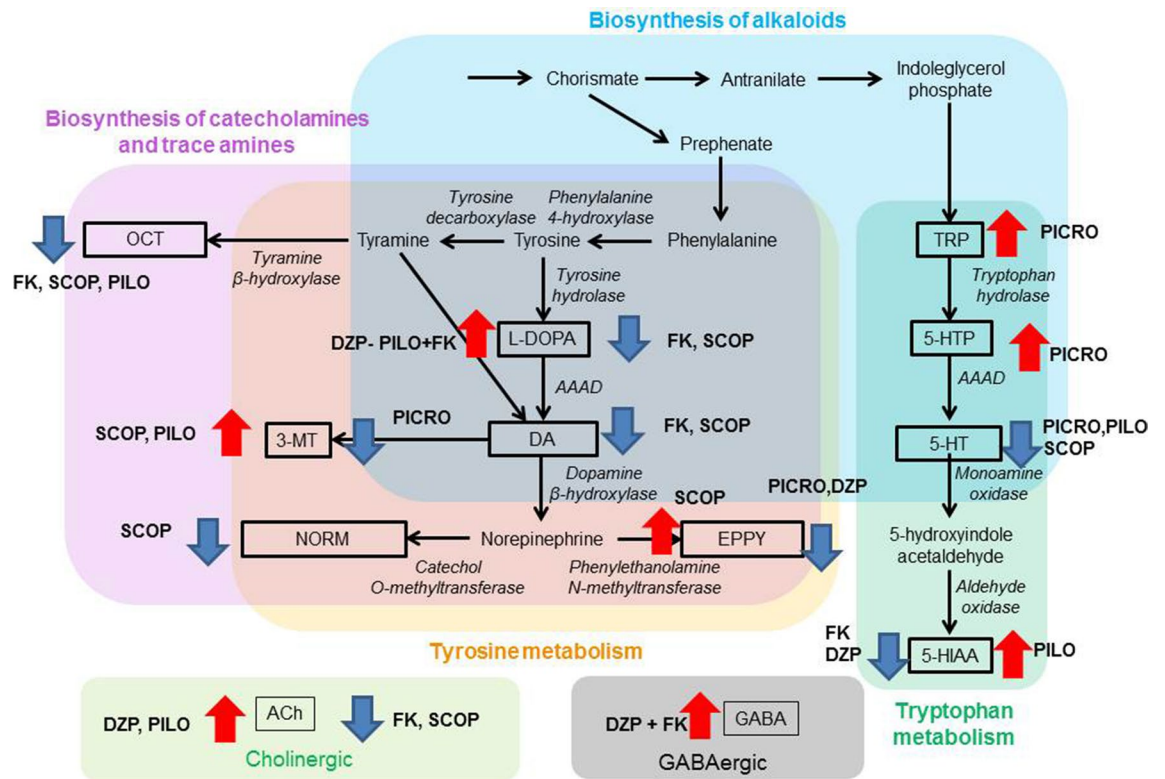 Biosynthesis of alkaloids
Chorismate
Antranilate
Indoleglycerol
phosphate
Biosynthesis of catecholamines
and trace amines
Prephenate
Tyrosine
decarboxylase
Phenylalanine
4-hydroxylase
OCT
Tyramine
Tyrosine
Phenylalanine
TRP
PICRO
Tyramine
β-hydroxylase
FK, SCOP, PILO
Tyrosine
hydrolase
Tryptophan
hydrolase
DZP- PILO+FK
L-DOPA
FK, SCOP
5-HTP
PICRO
AAAD
AAAD
SCOP, PILO
3-MT
PICRO
DA
FK, SCOP
5-HT
PICRO,PILO
SCOP
Dopamine
β-hydroxylase
Monoamine
oxidase
SCOP
PICRO,DZP
SCOP
NORM
Norepinephrine
EPPY
5-hydroxyindole
acetaldehyde
Catechol
O-methyltransferase
Phenylethanolamine
N-methyltransferase
Aldehyde
oxidase
Tyrosine metabolism
FK
DZP
5-HIAA
PILO
DZP, PILO
ACh
FK, SCOP
Cholinergic
DZP + FK
GABA
GABAergic
Tryptophan
metabolism